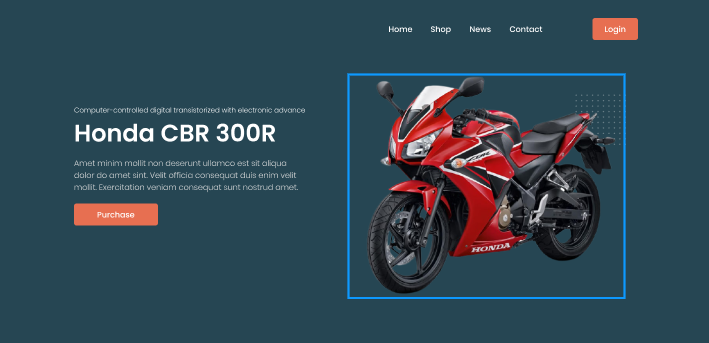 Home Shop News Contact Login
Computer-controlled digital transistorized with electronic advance
Honda CBR 300R
Amet minim mollit non deserunt ullamco est sit aliqua
dolor do amet sint. Velit officia consequat duis enim velit
mollit. Exercitation veniam consequat sunt nostrud amet.
Purchase
HONDA